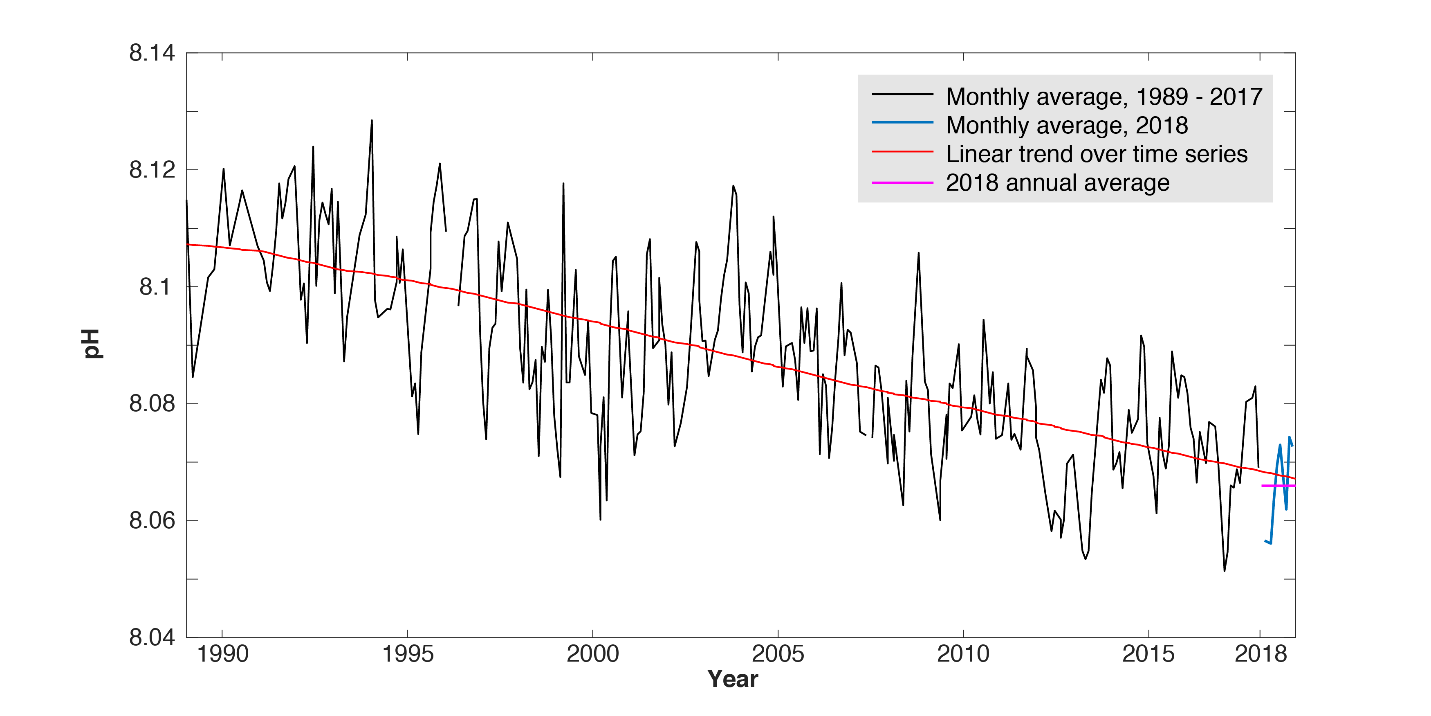 8.14
8.12
8.1
8.08
8.06
8.04
pH
Monthly average, 1989 - 2017
Monthly average, 2018
Linear trend over time series
2018 annual average
1990 1995 2000 2005 2010 2015 2018
Year